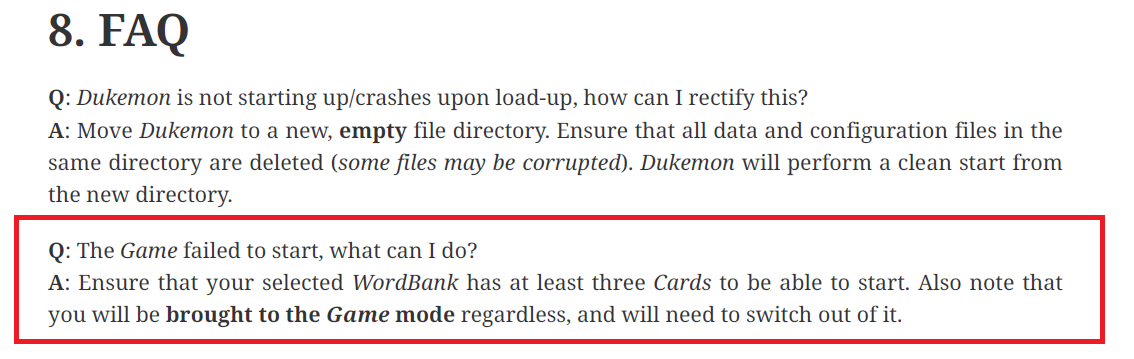 8. FAQ
Q: Dukemon is not starting up/crashes upon load-up, how can I rectify this?
A: Move Dukemon to a new, empty file directory. Ensure that all data and configuration files in the
same directory are deleted (some files may be corrupted). Dukemon will perform a clean start from
the new directory.
Q: The Game failed to start, what can I do?
A: Ensure that your selected WordBank has at least three Cards to be able to start. Also note that
you will be brought to the Game mode regardless, and will need to switch out of it.